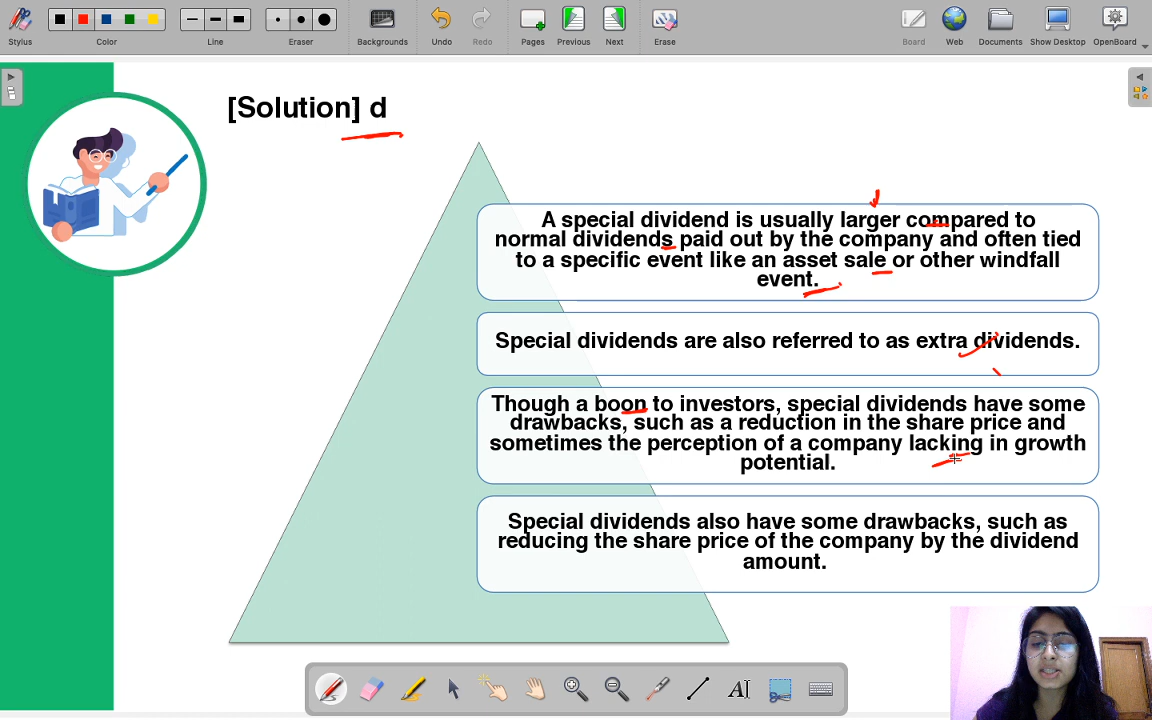 Stylus
Color
Line
Eraser
Backgrounds
Undo
Redo
Pages
Previous
Next
Erase
Board
Web
Documents
Show Desktop
OpenBoard
[Solution] d
A special dividend is usually larger compared to
normal dividends paid out by the company and often tied
to a specific event like an asset sale or other windfall
event.
Special dividends are also referred to as extra dividends.
Though a boon to investors, special dividends have some
drawbacks, such as a reduction in the share price and
sometimes the perception of a company lacking in growth
potential.
Special dividends also have some drawbacks, such as
reducing the share price of the company by the dividend
amount.